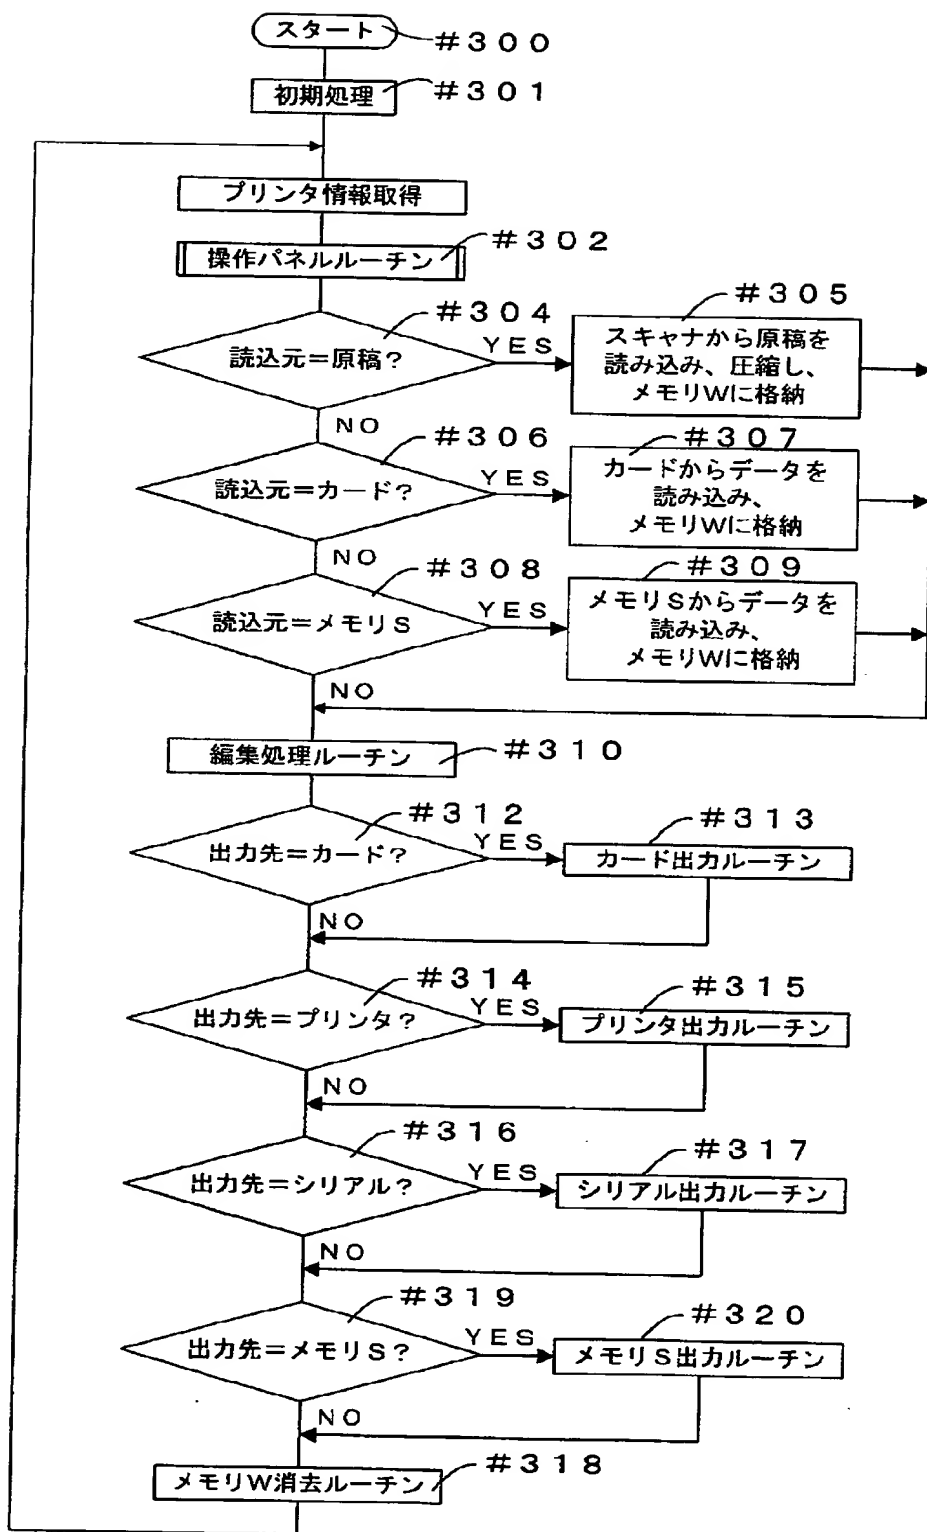 スタート
#300
初期処理
#301
プリンタ情報取得
#302
操作パネルルーチン
#304
読込元=原稿?
YES
#305
スキャナから原稿を
読み込み、圧縮し、
メモリWに格納
NO
#306
読込元=カード?
YES
#307
カードからデータを
読み込み、
メモリWに格納
NO
#308
読込元=メモリS
YES
#309
メモリSからデータを
読み込み、
メモリWに格納
NO
編集処理ルーチン
#310
#312
出力先=カード?
YES
#313
カード出力ルーチン
NO
#314
出力先=プリンタ?
YES
#315
プリンタ出力ルーチン
NO
#316
出力先=シリアル?
YES
#317
シリアル出力ルーチン
NO
#319
出力先=メモリS?
YES
#320
メモリS出力ルーチン
NO
メモリW消去ルーチン
#318